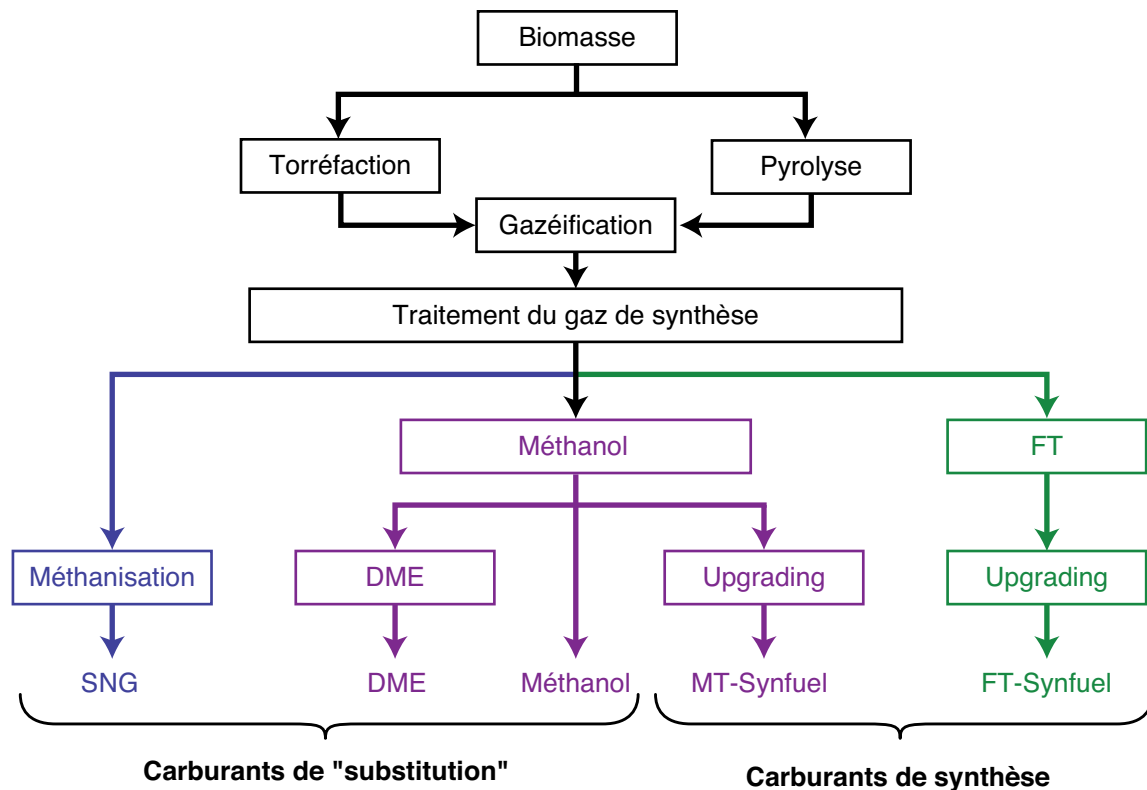 Biomasse
Torréfaction
Pyrolyse
Gazéification
Traitement du gaz de synthèse
Méthanol
FT
Méthanisation
DME
Upgrading
Upgrading
SNG
DME
Méthanol
MT-Synfuel
FT-Synfuel
Carburants de "substitution"
Carburants de synthèse